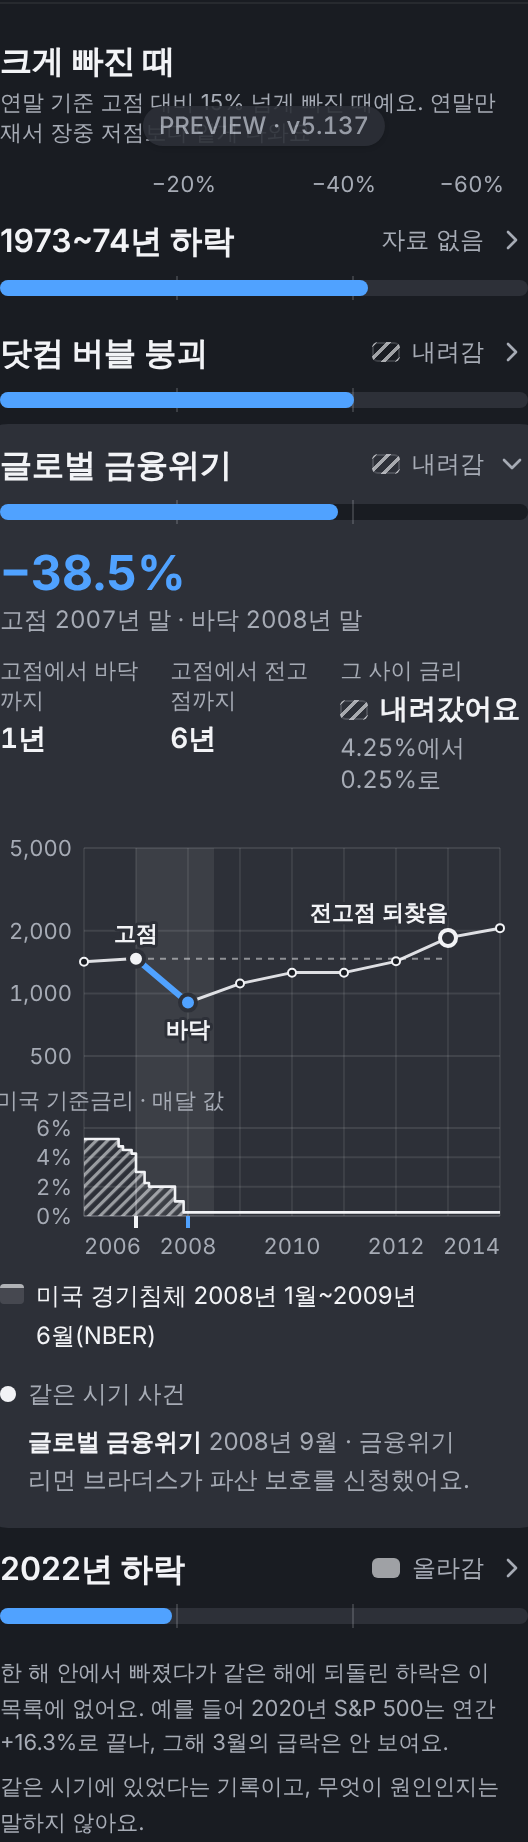 크게 빠진 때
연말 기준 고점 대비 15% 넘게 빠진 때예요. 연말만
재서 장중 저점
PREVIEW · v5.137
−20%
−40%
−60%
1973~74년 하락
자료 없음
닷컴 버블 붕괴
내려감
글로벌 금융위기
내려감
−38.5%
고점 2007년 말 · 바닥 2008년 말
고점에서 바닥
까지
1년
고점에서 전고
점까지
6년
그 사이 금리
내려갔어요
4.25%에서
0.25%로
5,000
2,000
1,000
500
고점
바닥
전고점 되찾음
미국 기준금리 · 매달 값
6%
4%
2%
0%
2006
2008
2010
2012
2014
미국 경기침체 2008년 1월~2009년
6월(NBER)
같은 시기 사건
글로벌 금융위기 2008년 9월 · 금융위기
리먼 브라더스가 파산 보호를 신청했어요.
2022년 하락
올라감
한 해 안에서 빠졌다가 같은 해에 되돌린 하락은 이
목록에 없어요. 예를 들어 2020년 S&P 500는 연간
+16.3%로 끝나, 그해 3월의 급락은 안 보여요.
같은 시기에 있었다는 기록이고, 무엇이 원인인지는
말하지 않아요.